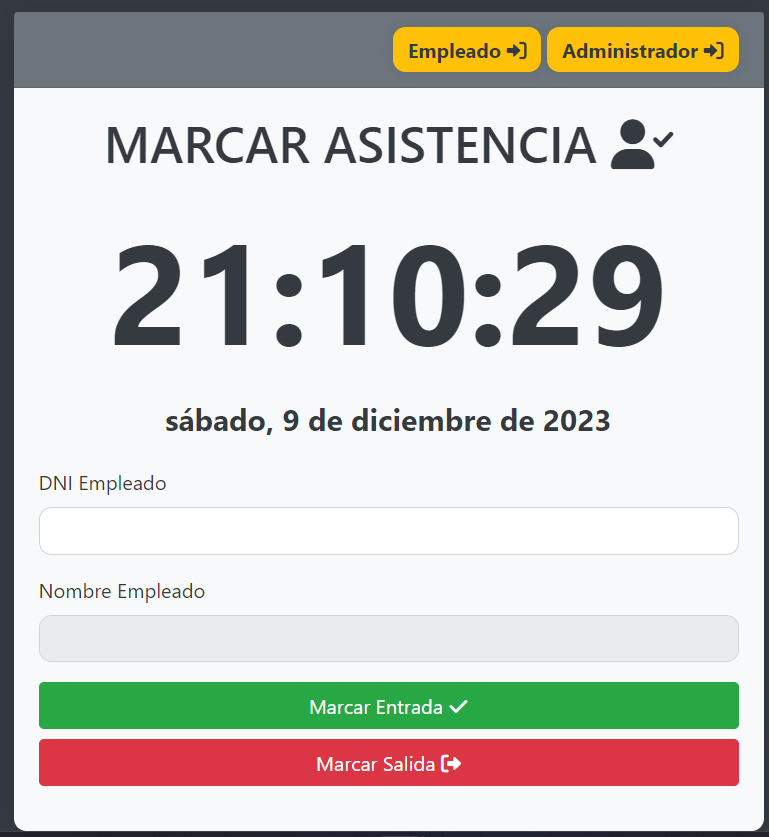 Empleado Administrador
MARCAR ASISTENCIA
21:10:29
sábado, 9 de diciembre de 2023
DNI Empleado
Nombre Empleado
Marcar Entrada
Marcar Salida